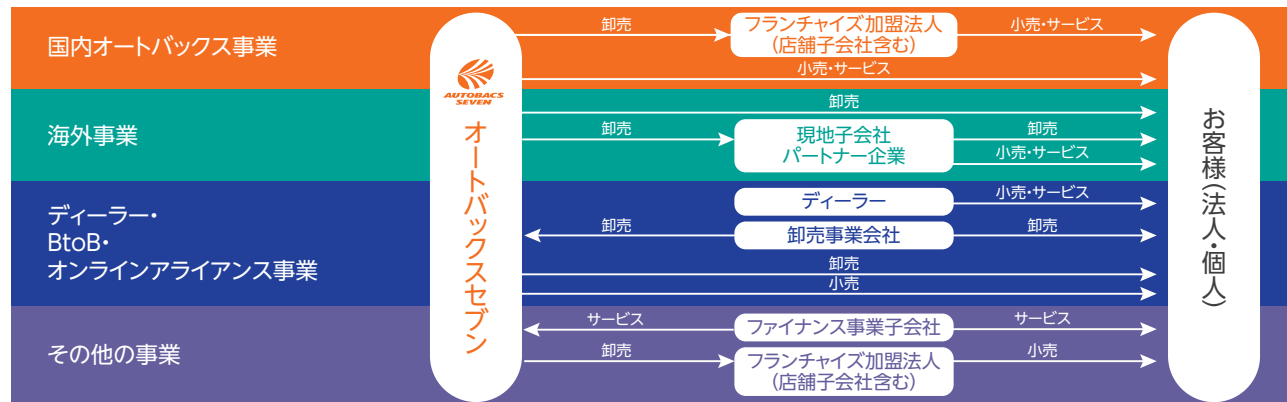 国内オートバックス事業
卸売
フランチャイズ加盟法人
(店舗子会社含む)
小売・サービス
小売・サービス
海外事業
卸売
卸売
現地子会社
パートナー企業
卸売
小売・サービス
ディーラー・
BtoB・
オンラインアライアンス事業
ディーラー
小売・サービス
卸売
卸売事業会社
卸売
卸売
小売
その他の事業
サービス
ファイナンス事業子会社
サービス
卸売
フランチャイズ加盟法人
(店舗子会社含む)
小売
AUTOBACS
SEVEN
オートバックスセブン
お客様(法人・個人)